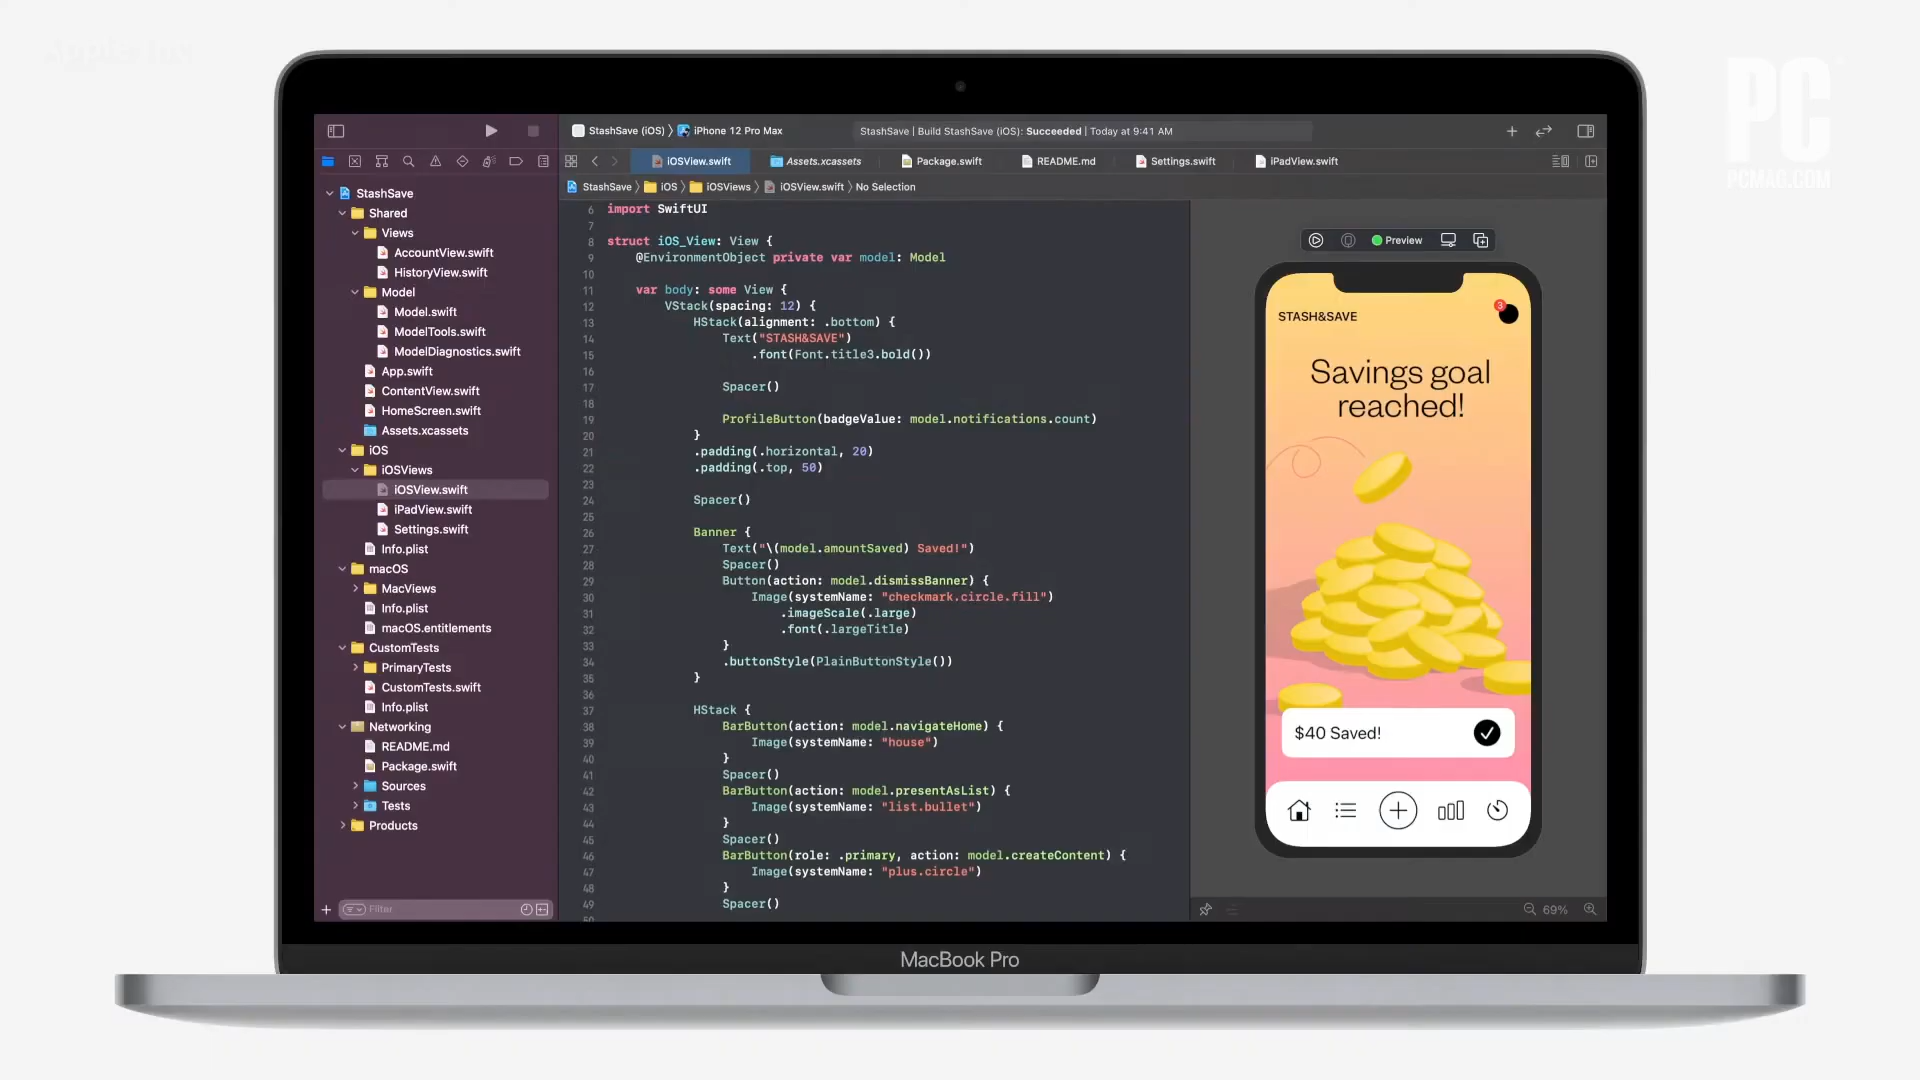 PC
PCMAG.COM
StashSave (iOS) iPhone 12 Pro Max
StashSave | Build StashSave (iOS): Succeeded | Today at 9:41 AM
iOSView.swift
Assets.xcassets
Package.swift
README.md
Settings.swift
iPadView.swift
StashSave iOS iOSViews iOSView.swift No Selection
StashSave
Shared
Views
AccountView.swift
HistoryView.swift
Model
Model.swift
ModelTools.swift
ModelDiagnostics.swift
App.swift
ContentView.swift
HomeScreen.swift
Assets.xcassets
iOS
iOSViews
iOSView.swift
iPadView.swift
Settings.swift
Info.plist
macOS
MacViews
Info.plist
macOS.entitlements
CustomTests
PrimaryTests
CustomTests.swift
Info.plist
Networking
README.md
Package.swift
Sources
Tests
Products
Filter
6 import SwiftUI
7
8 struct iOS_View: View {
9 @EnvironmentObject private var model: Model
10
11 var body: some View {
12 VStack(spacing: 12) {
13 HStack(alignment: .bottom) {
14 Text("STASH&SAVE")
15 .font(Font.title3.bold())
16
17 Spacer()
18
19 ProfileButton(badgeValue: model.notifications.count)
20 }
21 .padding(.horizontal, 20)
22 .padding(.top, 50)
23
24 Spacer()
25
26 Banner {
27 Text("\(model.amountSaved) Saved!")
28 Spacer()
29 Button(action: model.dismissBanner) {
30 Image(systemName: "checkmark.circle.fill")
31 .imageScale(.large)
32 .font(.largeTitle)
33 }
34 .buttonStyle(PlainButtonStyle())
35 }
36
37 HStack {
38 BarButton(action: model.navigateHome) {
39 Image(systemName: "house")
40 }
41 Spacer()
42 BarButton(action: model.presentAsList) {
43 Image(systemName: "list.bullet")
44 }
45 Spacer()
46 BarButton(role: .primary, action: model.createContent) {
47 Image(systemName: "plus.circle")
48 }
49 Spacer()
Preview
STASH&SAVE
3
Savings goal
reached!
$40 Saved!
69%
MacBook Pro